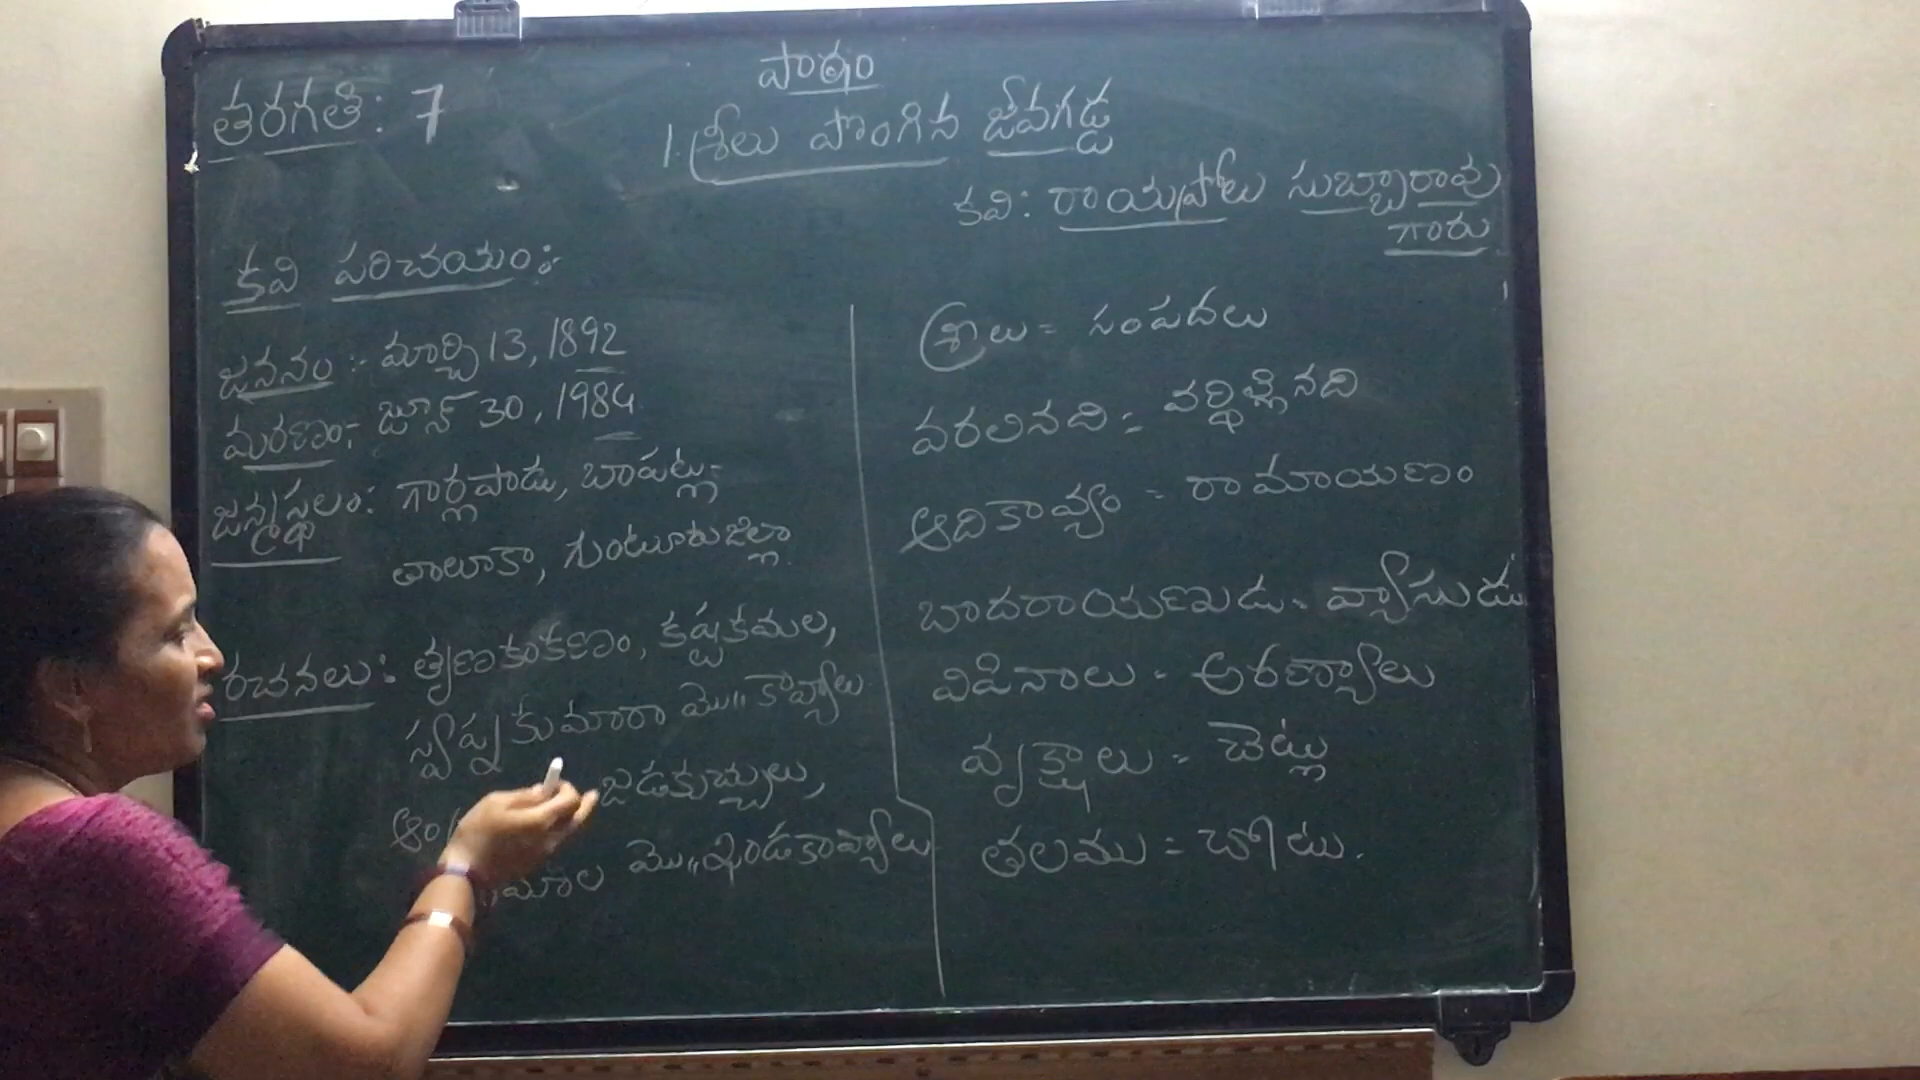 పాఠం
తరగతి: 7
1. శ్రీలు పొంగిన జీవగడ్డ
కవి: రాయప్రోలు సుబ్బారావు
గారు
కవి పరిచయం:-
జననం :- మార్చి 13, 1892
మరణం:- జూన్ 30, 1984
జన్మస్థలం: గార్లపాడు, బాపట్ల
తాలూకా, గుంటూరుజిల్లా.
రచనలు: తృణకంకణం, కష్టకమల,
స్వప్నకుమారా మొ॥ కావ్యాలు
జడకుచ్చులు,
మాల మొ॥ ఖండకావ్యాలు
శ్రీలు = సంపదలు
వరలినది = వర్ధిల్లినది
ఆదికావ్యం - రామాయణం
బాదరాయణుడు - వ్యాసుడు
విపినాలు - అరణ్యాలు
వృక్షాలు = చెట్లు
తలము = చోటు.